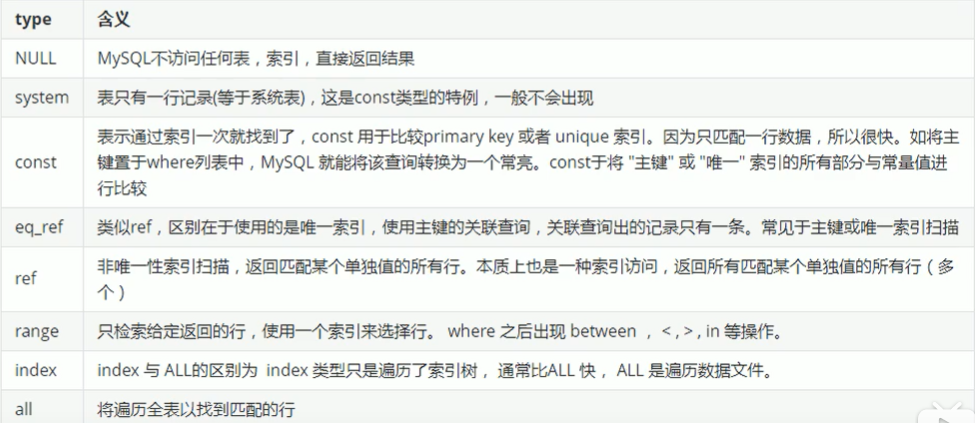 type 含义
NULL MySQL不访问任何表，索引，直接返回结果
system 表只有一行记录(等于系统表)，这是const类型的特例，一般不会出现
表示通过索引一次就找到了，const 用于比较primary key 或者 unique 索引。因为只匹配一行数据，所以很快。如将主
const 键置于where列表中，MySQL 就能将该查询转换为一个常亮。const于将 "主键" 或 "唯一" 索引的所有部分与常量值进
行比较
eq_ref 类似ref，区别在于使用的是唯一索引，使用主键的关联查询，关联查询出的记录只有一条。常见于主键或唯一索引扫描
ref 非唯一性索引扫描，返回匹配某个单独值的所有行。本质上也是一种索引访问，返回所有匹配某个单独值的所有行（多
个）
range 只检索给定返回的行，使用一个索引来选择行。 where 之后出现 between ， < , > , in 等操作。
index index 与 ALL的区别为 index 类型只是遍历了索引树， 通常比ALL 快， ALL 是遍历数据文件。
all 将遍历全表以找到匹配的行